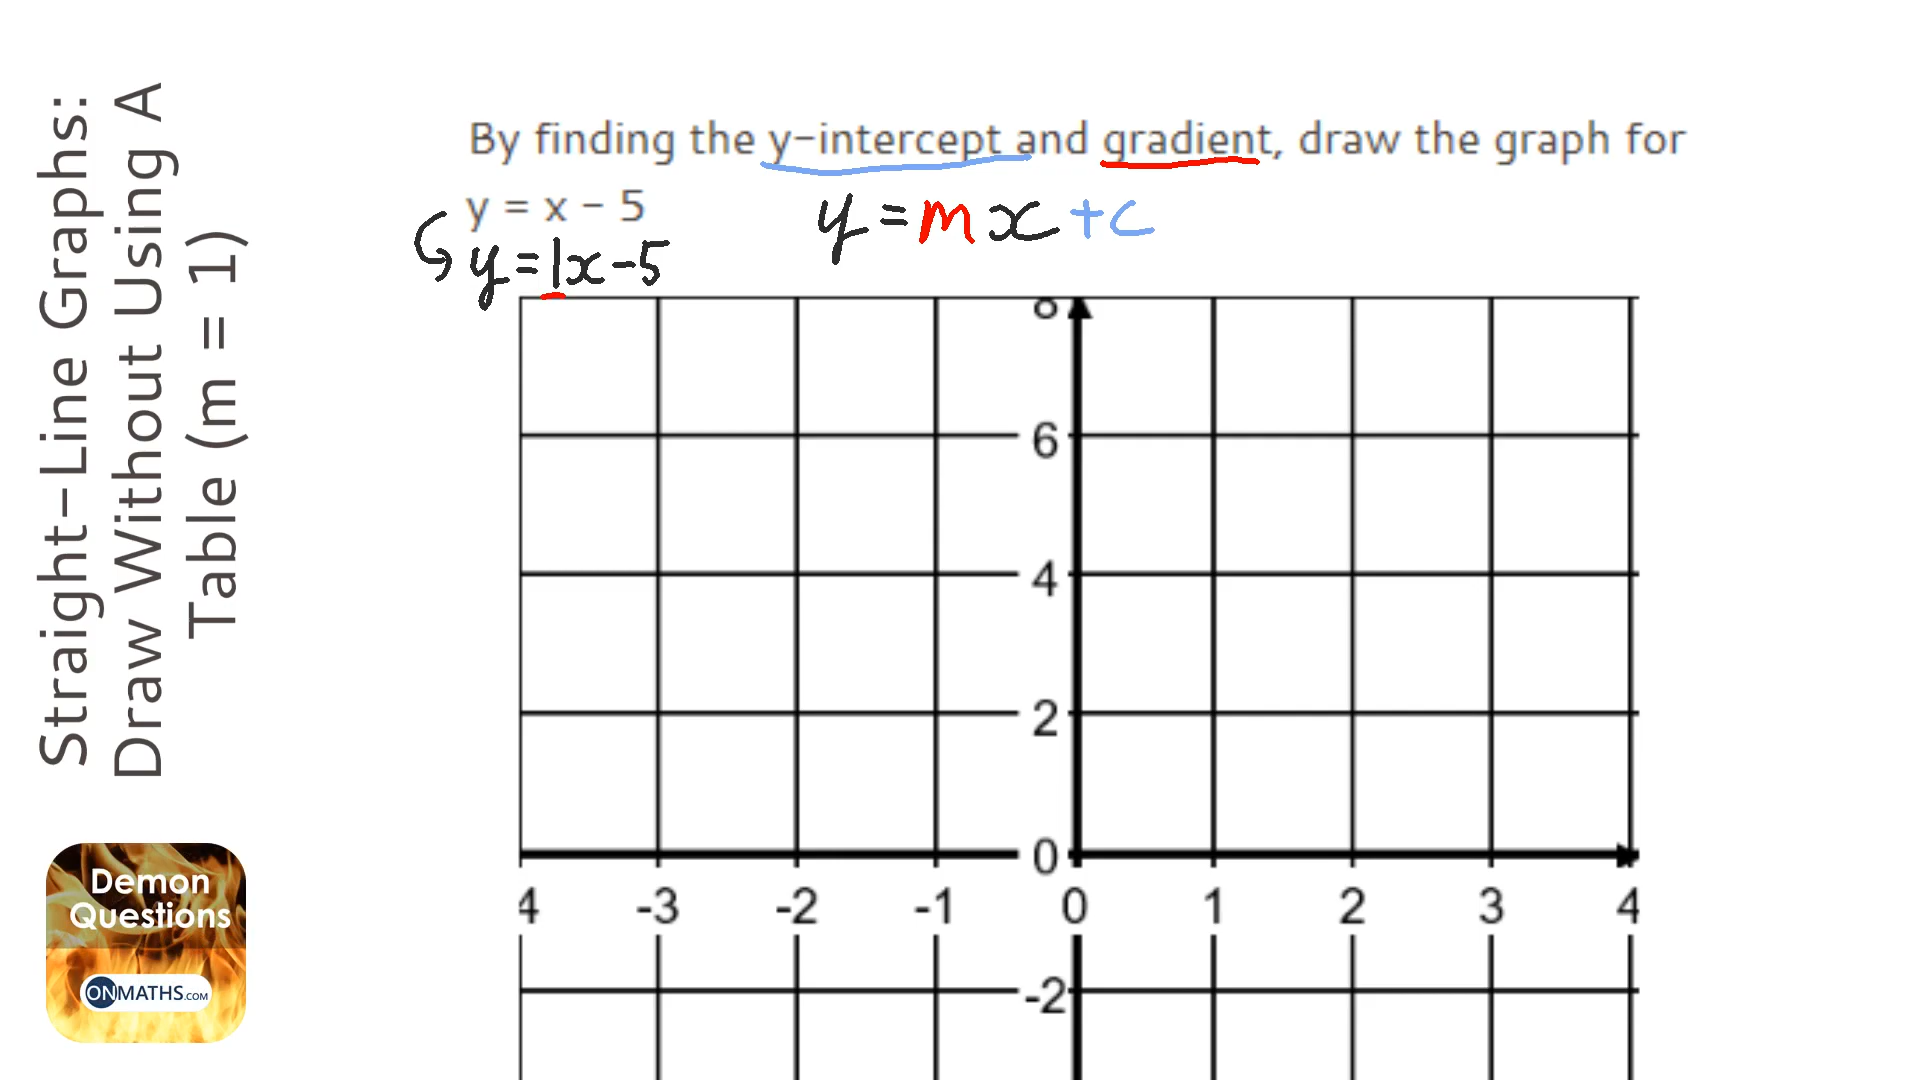 Straight-Line Graphs:
Draw Without Using A
Table (m = 1)
By finding the y-intercept and gradient, draw the graph for
y = x - 5
y = mx + c
y = 1x - 5
8
6
4
2
0
4 -3 -2 -1 0 1 2 3 4
-2
Demon
Questions
ONMATHS.COM